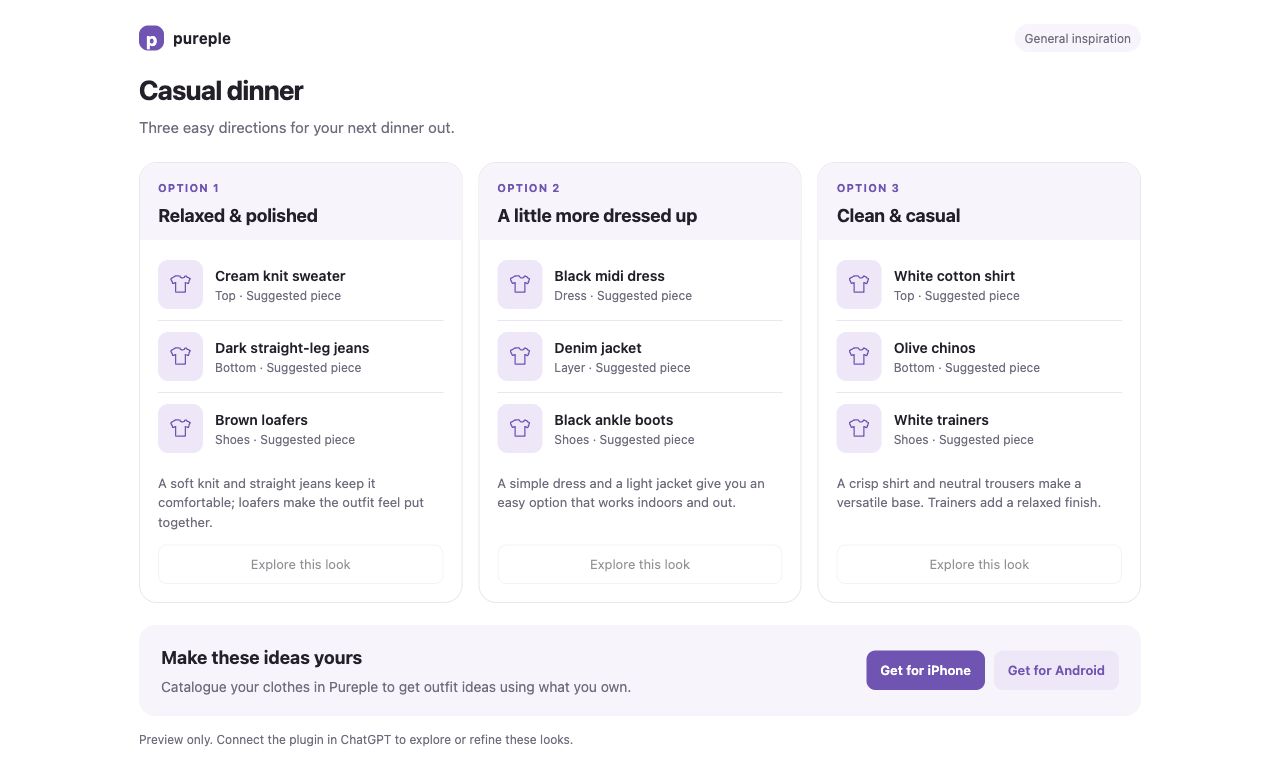 p pureple
General inspiration
Casual dinner
Three easy directions for your next dinner out.
OPTION 1
Relaxed & polished
Cream knit sweater
Top · Suggested piece
Dark straight-leg jeans
Bottom · Suggested piece
Brown loafers
Shoes · Suggested piece
A soft knit and straight jeans keep it
comfortable; loafers make the outfit feel put
together.
Explore this look
OPTION 2
A little more dressed up
Black midi dress
Dress · Suggested piece
Denim jacket
Layer · Suggested piece
Black ankle boots
Shoes · Suggested piece
A simple dress and a light jacket give you an
easy option that works indoors and out.
Explore this look
OPTION 3
Clean & casual
White cotton shirt
Top · Suggested piece
Olive chinos
Bottom · Suggested piece
White trainers
Shoes · Suggested piece
A crisp shirt and neutral trousers make a
versatile base. Trainers add a relaxed finish.
Explore this look
Make these ideas yours
Catalogue your clothes in Pureple to get outfit ideas using what you own.
Get for iPhone
Get for Android
Preview only. Connect the plugin in ChatGPT to explore or refine these looks.